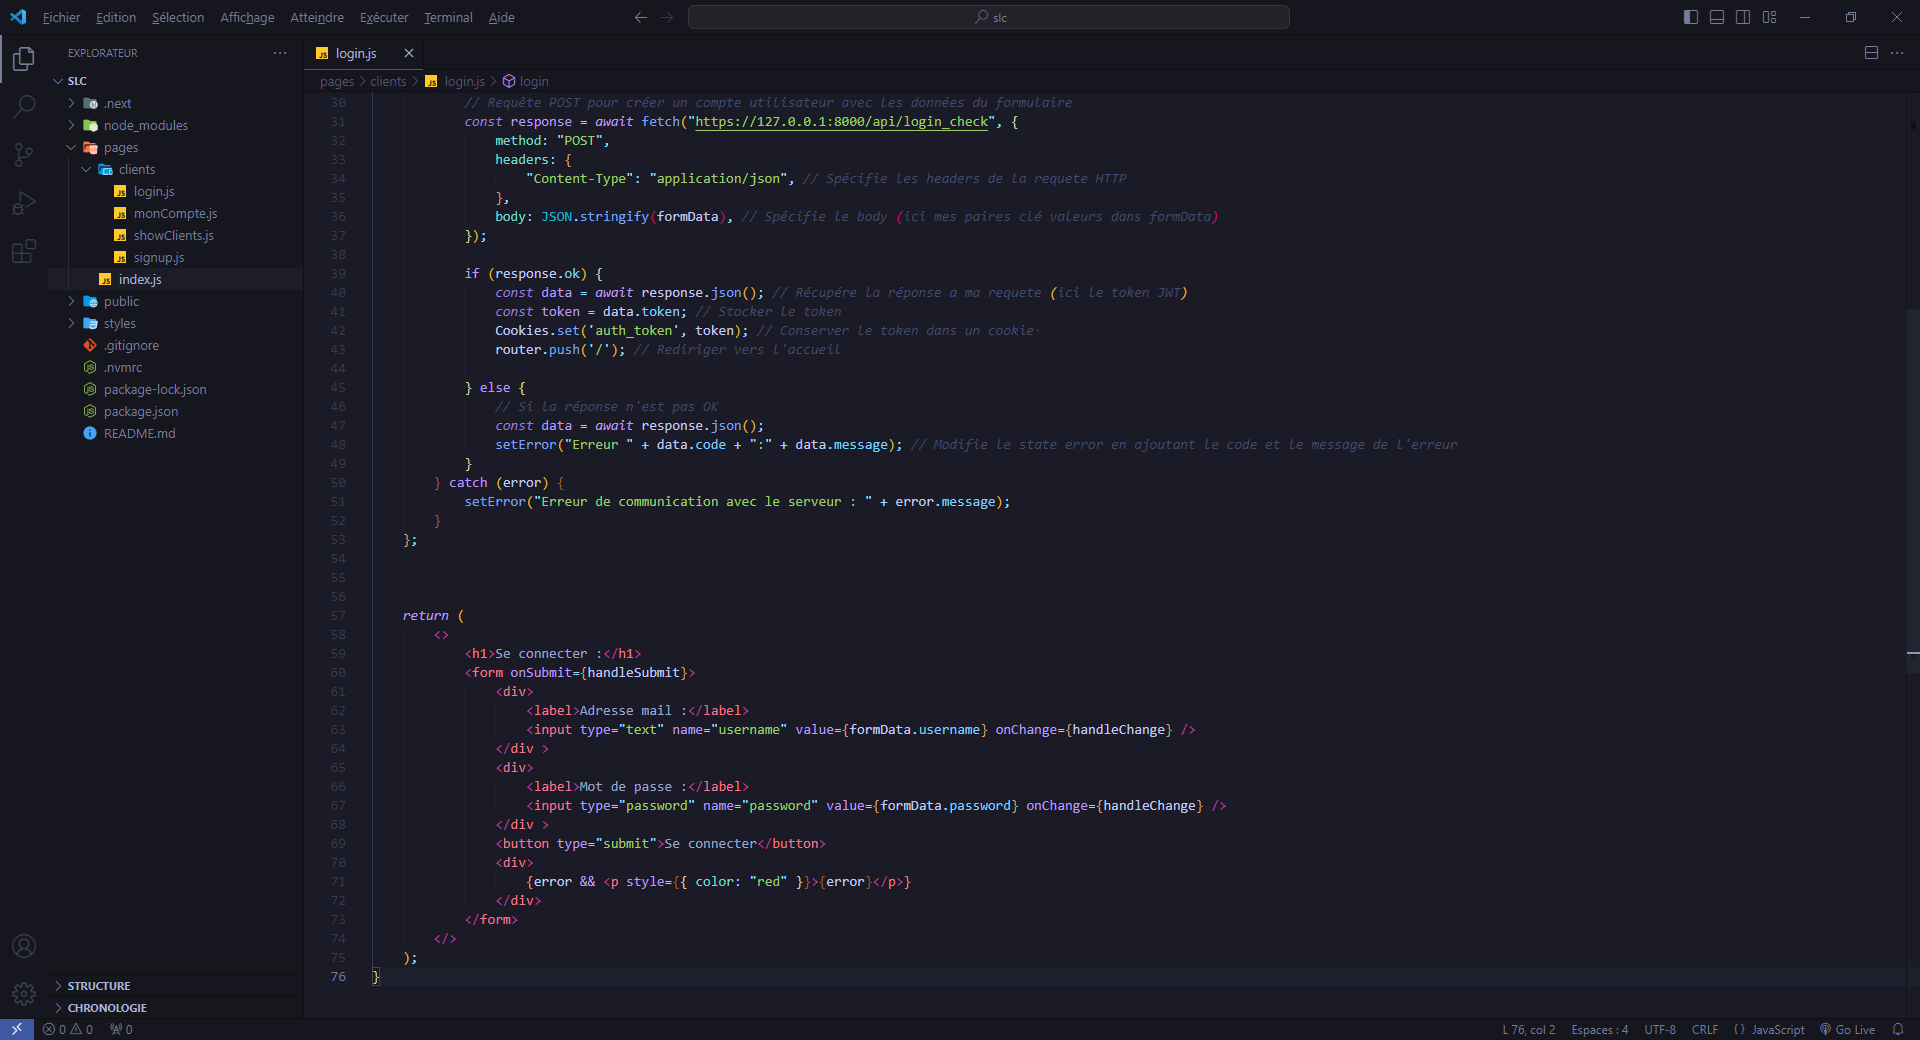 Fichier Edition Sélection Affichage Atteindre Exécuter Terminal Aide
slc
EXPLORATEUR
SLC
.next
node_modules
pages
clients
login.js
monCompte.js
showClients.js
signup.js
index.js
public
styles
.gitignore
.nvmrc
package-lock.json
package.json
README.md
STRUCTURE
CHRONOLOGIE
login.js
pages > clients > login.js > login
30 // Requête POST pour créer un compte utilisateur avec les données du formulaire
31 const response = await fetch("https://127.0.0.1:8000/api/login_check", {
32 method: "POST",
33 headers: {
34 "Content-Type": "application/json", // Spécifie les headers de la requete HTTP
35 },
36 body: JSON.stringify(formData), // Spécifie le body (ici mes paires clé valeurs dans formData)
37 });
38
39 if (response.ok) {
40 const data = await response.json(); // Récupére la réponse a ma requete (ici le token JWT)
41 const token = data.token; // Stocker le token
42 Cookies.set('auth_token', token); // Conserver le token dans un cookie·
43 router.push('/'); // Rediriger vers l'accueil
44
45 } else {
46 // Si la réponse n'est pas OK
47 const data = await response.json();
48 setError("Erreur " + data.code + ":" + data.message); // Modifie le state error en ajoutant le code et le message de l'erreur
49 }
50 } catch (error) {
51 setError("Erreur de communication avec le serveur : " + error.message);
52 }
53 };
54
55
56
57 return (
58 <>
59 <h1>Se connecter :</h1>
60 <form onSubmit={handleSubmit}>
61 <div>
62 <label>Adresse mail :</label>
63 <input type="text" name="username" value={formData.username} onChange={handleChange} />
64 </div >
65 <div>
66 <label>Mot de passe :</label>
67 <input type="password" name="password" value={formData.password} onChange={handleChange} />
68 </div >
69 <button type="submit">Se connecter</button>
70 <div>
71 {error && <p style={{ color: "red" }}>{error}</p>}
72 </div>
73 </form>
74 </>
75 );
76 }
0 0 0
L 76, col 2 Espaces : 4 UTF-8 CRLF {} JavaScript Go Live